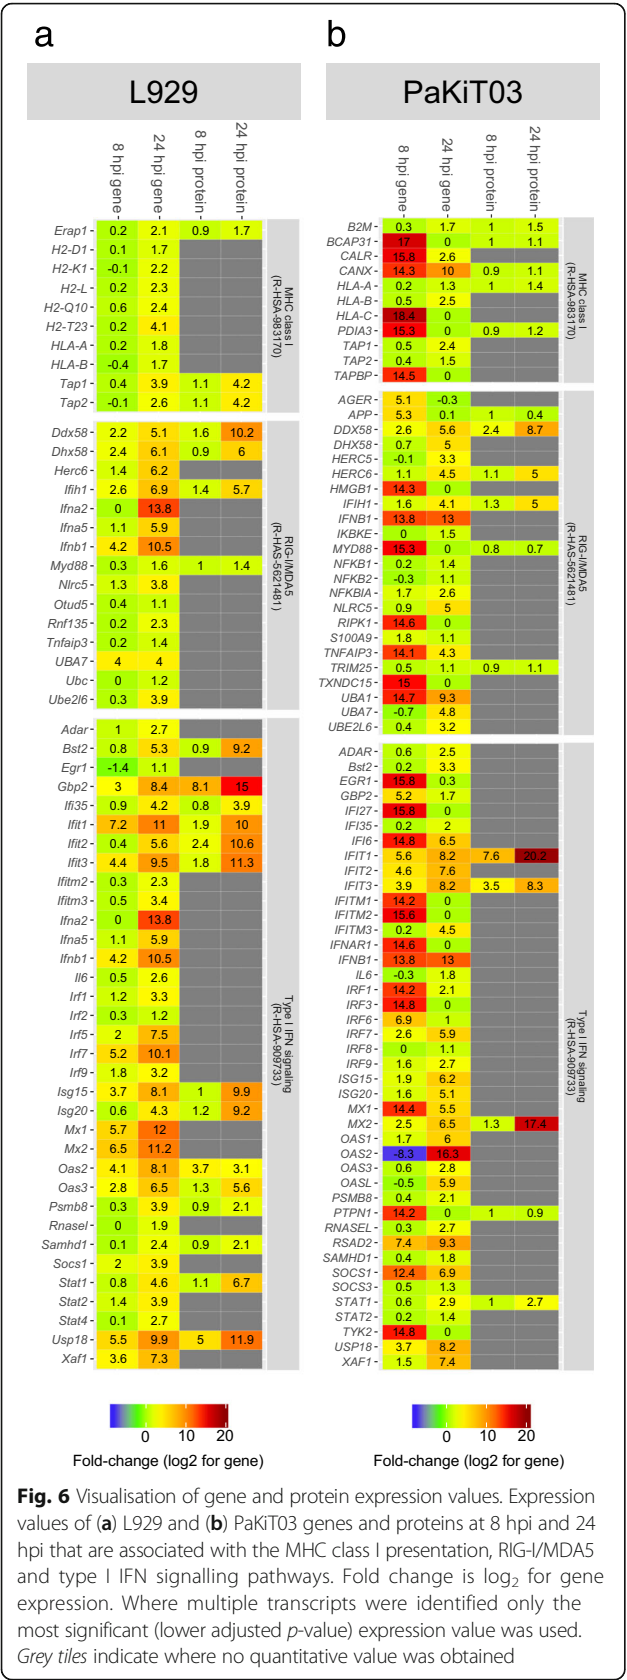 a
L929
8 hpi gene
24 hpi gene
8 hpi protein
24 hpi protein
Erap1 0.2 2.1 0.9 1.7
H2-D1 0.1 1.7
H2-K1 -0.1 2.2
H2-L 0.2 2.3
H2-Q10 0.6 2.4
H2-T23 0.2 4.1
HLA-A 0.2 1.8
HLA-B -0.4 1.7
Tap1 0.4 3.9 1.1 4.2
Tap2 -0.1 2.6 1.1 4.2
MHC class I
(R-HSA-983170)
Ddx58 2.2 5.1 1.6 10.2
Dhx58 2.4 6.1 0.9 6
Herc6 1.4 6.2
Ifih1 2.6 6.9 1.4 5.7
Ifna2 0 13.8
Ifna5 1.1 5.9
Ifnb1 4.2 10.5
Myd88 0.3 1.6 1 1.4
Nlrc5 1.3 3.8
Otud5 0.4 1.1
Rnf135 0.2 2.3
Tnfaip3 0.2 1.4
UBA7 4 4
Ubc 0 1.2
Ube2l6 0.3 3.9
RIG-I/MDA5
(R-HAS-5621481)
Adar 1 2.7
Bst2 0.8 5.3 0.9 9.2
Egr1 -1.4 1.1
Gbp2 3 8.4 8.1 15
Ifi35 0.9 4.2 0.8 3.9
Ifit1 7.2 11 1.9 10
Ifit2 0.4 5.6 2.4 10.6
Ifit3 4.4 9.5 1.8 11.3
Ifitm2 0.3 2.3
Ifitm3 0.5 3.4
Ifna2 0 13.8
Ifna5 1.1 5.9
Ifnb1 4.2 10.5
Il6 0.5 2.6
Irf1 1.2 3.3
Irf2 0.3 1.2
Irf5 2 7.5
Irf7 5.2 10.1
Irf9 1.8 3.2
Isg15 3.7 8.1 1 9.9
Isg20 0.6 4.3 1.2 9.2
Mx1 5.7 12
Mx2 6.5 11.2
Oas2 4.1 8.1 3.7 3.1
Oas3 2.8 6.5 1.3 5.6
Psmb8 0.3 3.9 0.9 2.1
Rnasel 0 1.9
Samhd1 0.1 2.4 0.9 2.1
Socs1 2 3.9
Stat1 0.8 4.6 1.1 6.7
Stat2 1.4 3.9
Stat4 0.1 2.7
Usp18 5.5 9.9 5 11.9
Xaf1 3.6 7.3
Type I IFN signaling
(R-HSA-909733)
0 10 20
Fold-change (log2 for gene)
b
PaKiT03
8 hpi gene
24 hpi gene
8 hpi protein
24 hpi protein
B2M 0.3 1.7 1 1.5
BCAP31 17 0 1 1.1
CALR 15.8 2.6
CANX 14.3 10 0.9 1.1
HLA-A 0.2 1.3 1 1.4
HLA-B 0.5 2.5
HLA-C 18.4 0
PDIA3 15.3 0 0.9 1.2
TAP1 0.5 2.4
TAP2 0.4 1.5
TAPBP 14.5 0
MHC class I
(R-HSA-983170)
AGER 5.1 -0.3
APP 5.3 0.1 1 0.4
DDX58 2.6 5.6 2.4 8.7
DHX58 0.7 5
HERC5 -0.1 3.3
HERC6 1.1 4.5 1.1 5
HMGB1 14.3 0
IFIH1 1.6 4.1 1.3 5
IFNB1 13.8 13
IKBKE 0 1.5
MYD88 15.3 0 0.8 0.7
NFKB1 0.2 1.4
NFKB2 -0.3 1.1
NFKBIA 1.7 2.6
NLRC5 0.9 5
RIPK1 14.6 0
S100A9 1.8 1.1
TNFAIP3 14.1 4.3
TRIM25 0.5 1.1 0.9 1.1
TXNDC15 15 0
UBA1 14.7 9.3
UBA7 -0.7 4.8
UBE2L6 0.4 3.2
RIG-I/MDA5
(R-HAS-5621481)
ADAR 0.6 2.5
Bst2 0.2 3.3
EGR1 15.8 0.3
GBP2 5.2 1.7
IFI27 15.8 0
IFI35 0.2 2
IFI6 14.8 6.5
IFIT1 5.6 8.2 7.6 20.2
IFIT2 4.6 7.6
IFIT3 3.9 8.2 3.5 8.3
IFITM1 14.2 0
IFITM2 15.6 0
IFITM3 0.2 4.5
IFNAR1 14.6 0
IFNB1 13.8 13
IL6 -0.3 1.8
IRF1 14.2 2.1
IRF3 14.8 0
IRF6 6.9 1
IRF7 2.6 5.9
IRF8 0 1.1
IRF9 1.6 2.7
ISG15 1.9 6.2
ISG20 1.6 5.1
MX1 14.4 5.5
MX2 2.5 6.5 1.3 17.4
OAS1 1.7 6
OAS2 -8.3 16.3
OAS3 0.6 2.8
OASL -0.5 5.9
PSMB8 0.4 2.1
PTPN1 14.2 0 1 0.9
RNASEL 0.3 2.7
RSAD2 7.4 9.3
SAMHD1 0.4 1.8
SOCS1 12.4 6.9
SOCS3 0.5 1.3
STAT1 0.6 2.9 1 2.7
STAT2 0.2 1.4
TYK2 14.8 0
USP18 3.7 8.2
XAF1 1.5 7.4
Type I IFN signaling
(R-HSA-909733)
0 10 20
Fold-change (log2 for gene)
Fig. 6 Visualisation of gene and protein expression values. Expression
values of (a) L929 and (b) PaKiT03 genes and proteins at 8 hpi and 24
hpi that are associated with the MHC class I presentation, RIG-I/MDA5
and type I IFN signalling pathways. Fold change is log2 for gene
expression. Where multiple transcripts were identified only the
most significant (lower adjusted p-value) expression value was used.
Grey tiles indicate where no quantitative value was obtained